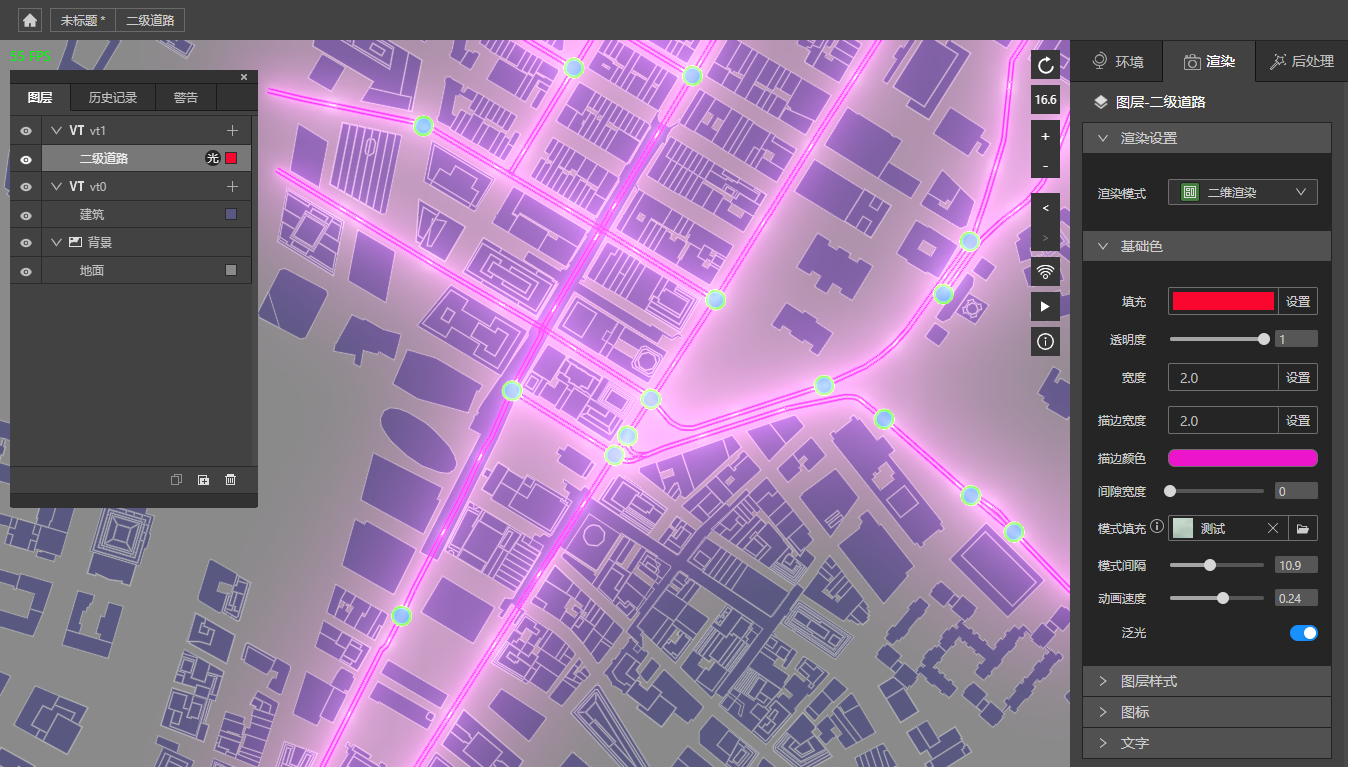 未标题 * 二级道路
55 FPS
图层 历史记录 警告
VT vt1
二级道路 光
VT vt0
建筑
背景
地面
16.6
+
-
<
>
环境 渲染 后处理
图层-二级道路
渲染设置
渲染模式 二维渲染
基础色
填充 设置
透明度 1
宽度 2.0 设置
描边宽度 2.0 设置
描边颜色
间隙宽度 0
模式填充 测试
模式间隔 10.9
动画速度 0.24
泛光
图层样式
图标
文字